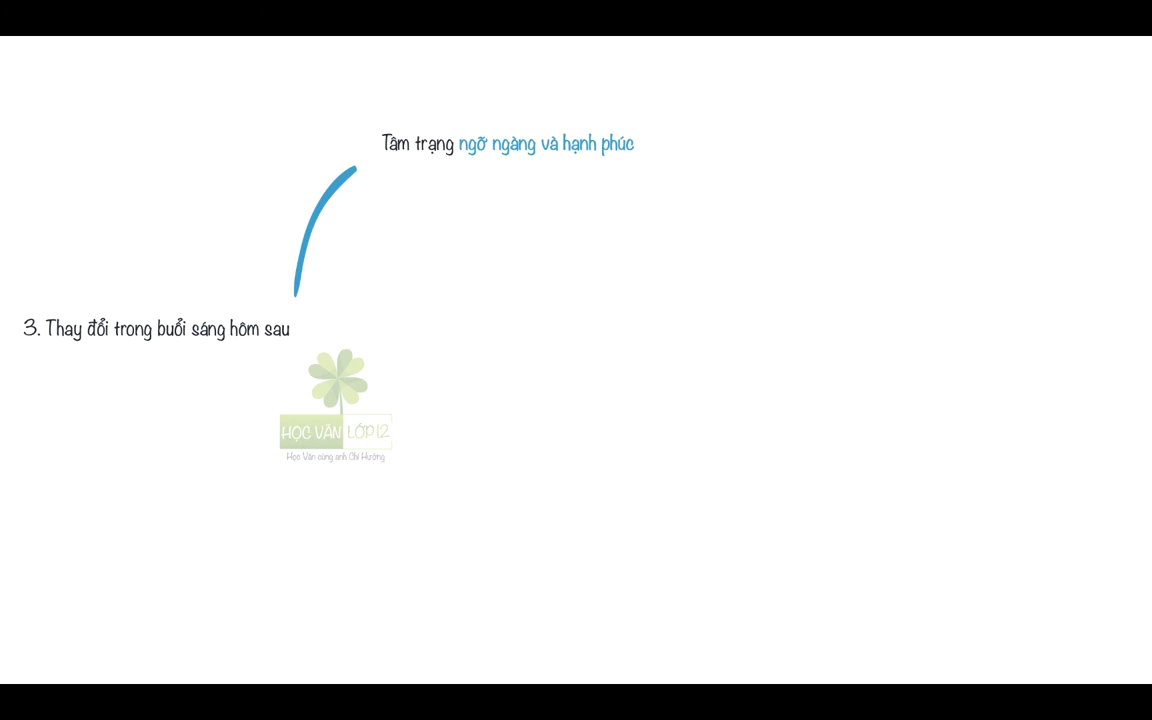 Tâm trạng ngỡ ngàng và hạnh phúc
3. Thay đổi trong buổi sáng hôm sau
HỌC VĂN LỚP 12
Học Văn cùng anh Chí Hướng